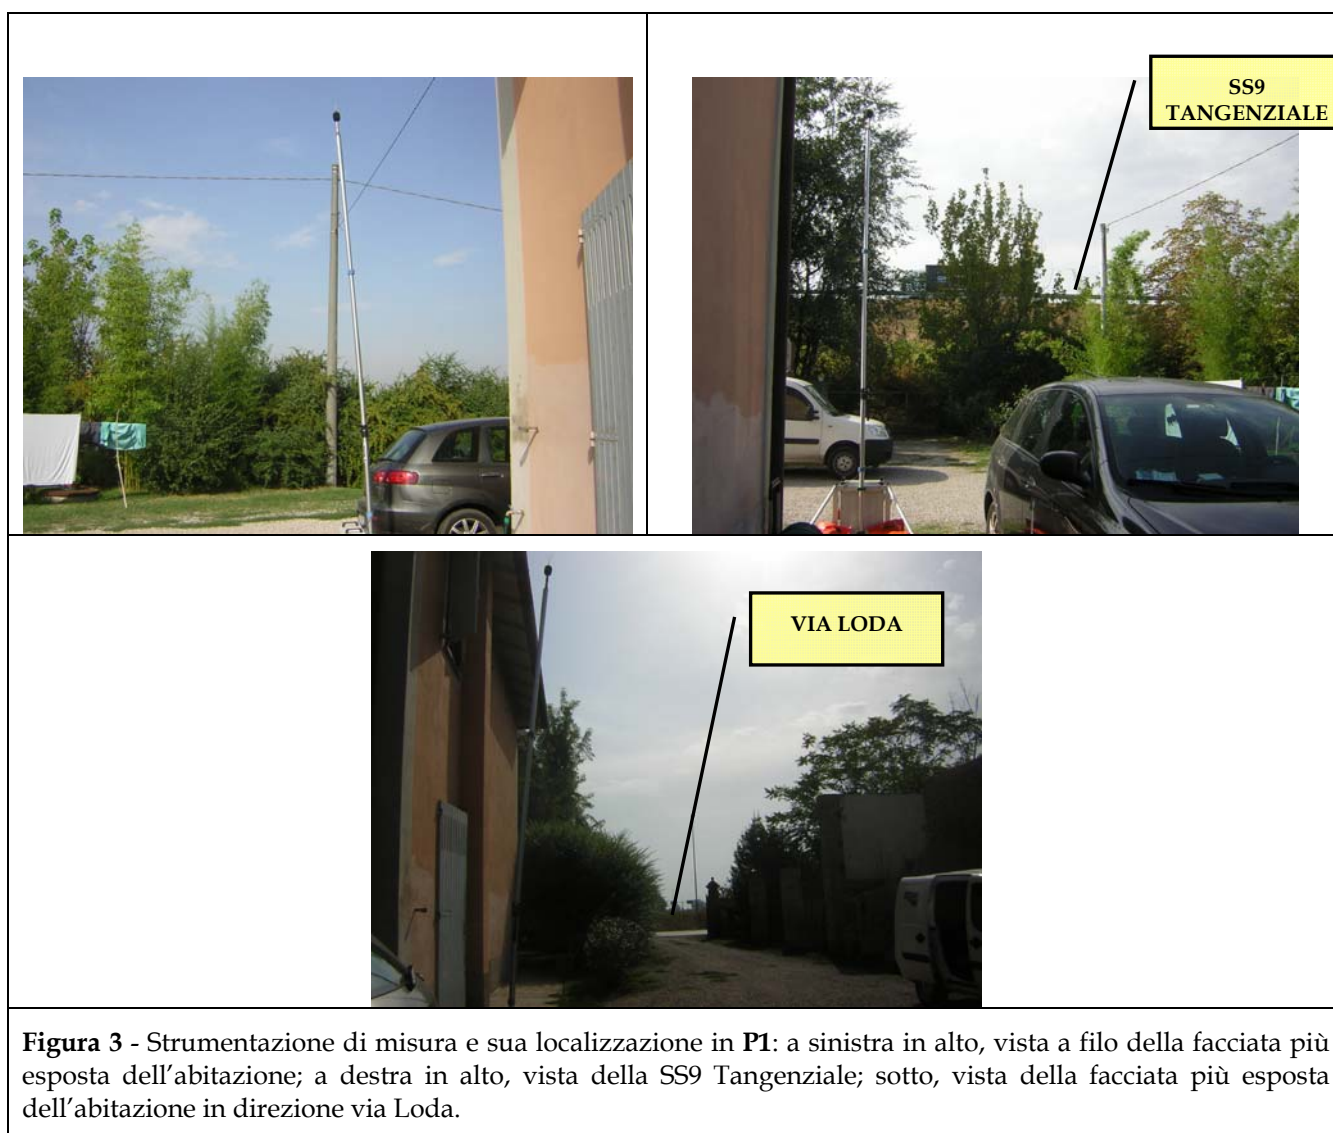 SS9
TANGENZIALE
VIA LODA
Figura 3 - Strumentazione di misura e sua localizzazione in P1: a sinistra in alto, vista a filo della facciata più
esposta dell'abitazione; a destra in alto, vista della SS9 Tangenziale; sotto, vista della facciata più esposta
dell'abitazione in direzione via Loda.